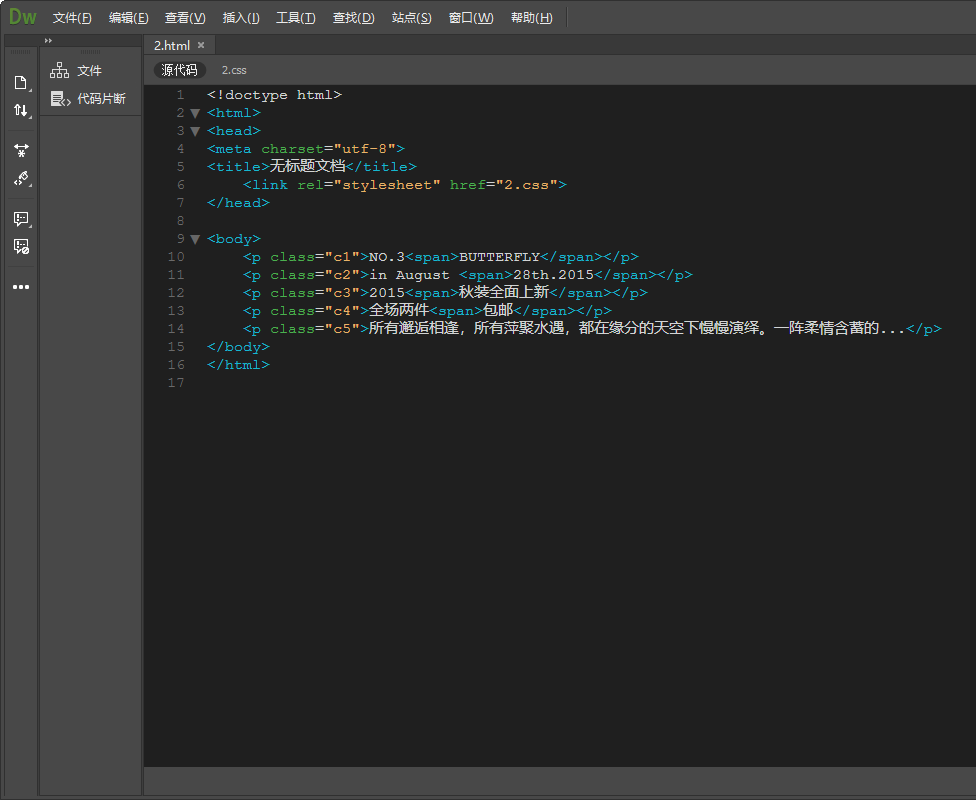 Dw 文件(F) 编辑(E) 查看(V) 插入(I) 工具(T) 查找(D) 站点(S) 窗口(W) 帮助(H)
2.html ×
文件
源代码 2.css
代码片断
1 <!doctype html>
2 <html>
3 <head>
4 <meta charset="utf-8">
5 <title>无标题文档</title>
6 <link rel="stylesheet" href="2.css">
7 </head>
8
9 <body>
10 <p class="c1">NO.3<span>BUTTERFLY</span></p>
11 <p class="c2">in August <span>28th.2015</span></p>
12 <p class="c3">2015<span>秋装全面上新</span></p>
13 <p class="c4">全场两件<span>包邮</span></p>
14 <p class="c5">所有邂逅相逢，所有萍聚水遇，都在缘分的天空下慢慢演绎。一阵柔情含蓄的...</p>
15 </body>
16 </html>
17